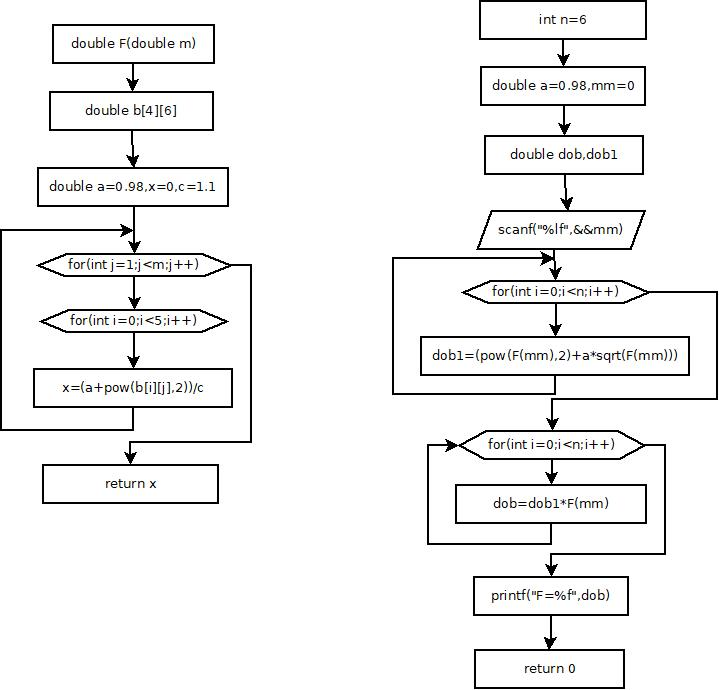 double F(double m)
double b[4][6]
double a=0.98,x=0,c=1.1
for(int j=1;j<m;j++)
for(int i=0;i<5;i++)
x=(a+pow(b[i][j],2))/c
return x
int n=6
double a=0.98,mm=0
double dob,dob1
scanf("%lf",&&mm)
for(int i=0;i<n;i++)
dob1=(pow(F(mm),2)+a*sqrt(F(mm)))
for(int i=0;i<n;i++)
dob=dob1*F(mm)
printf("F=%f",dob)
return 0